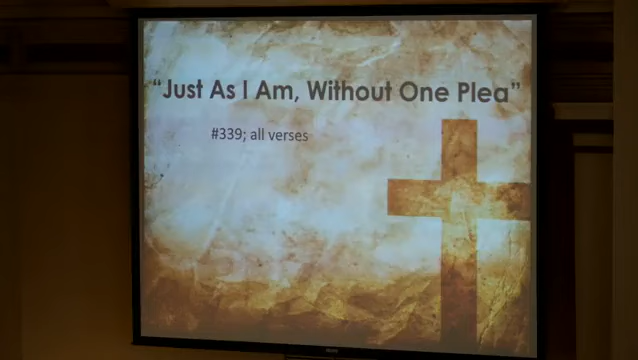 “Just As I Am, Without One Plea”
#339; all verses